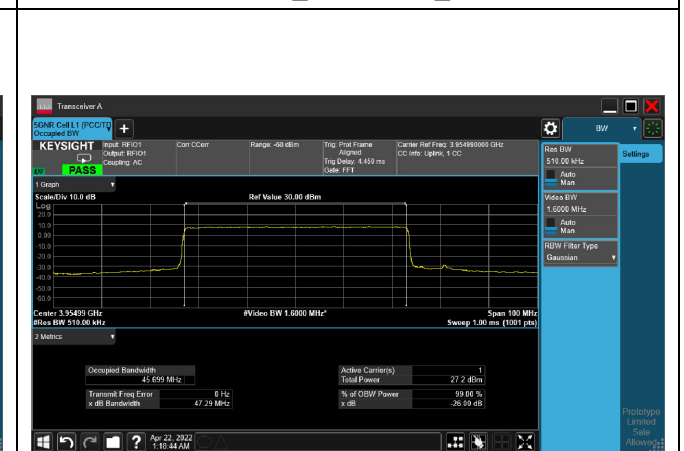 Transceiver A
5GNR Cell L1 (PCC/T)
Occupied BW
+
BW
KEYSIGHT
PASS
Input: RFIO1
Output: RFIO1
Coupling: AC
Corr CCorr
Range: -60 dBm
Trig: Prot Frame
Aligned
Trig Delay: 4.450 ms
Gate: FFT
Carrier Ref Freq: 3.954990000 GHz
CC Info: Uplink, 1 CC
Res BW
510.00 kHz
Auto
Man
Video BW
1.6000 MHz
Auto
Man
RBW Filter Type
Gaussian
Settings
1 Graph
Scale/Div 10.0 dB
Ref Value 30.00 dBm
Log
20.0
10.0
0.00
-10.0
-20.0
-30.0
-40.0
-50.0
-60.0
Center 3.95499 GHz
#Video BW 1.6000 MHz*
Span 100 MHz
#Res BW 510.00 kHz
Sweep 1.00 ms (1001 pts)
2 Metrics
Occupied Bandwidth
45.699 MHz
Transmit Freq Error 0 Hz
x dB Bandwidth 47.29 MHz
Active Carrier(s) 1
Total Power 27.2 dBm
% of OBW Power 99.00 %
x dB -26.00 dB
Prototype
Limited
Sale
Allowed
?
Apr 22, 2022
1:18:44 AM